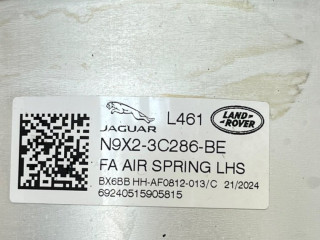 JAGUAR L461 LAND ROVER
N9X2-3C286-BE
FA AIR SPRING LHS
BX6BB HH-AF0812-013/C 21/2024
69240515905815